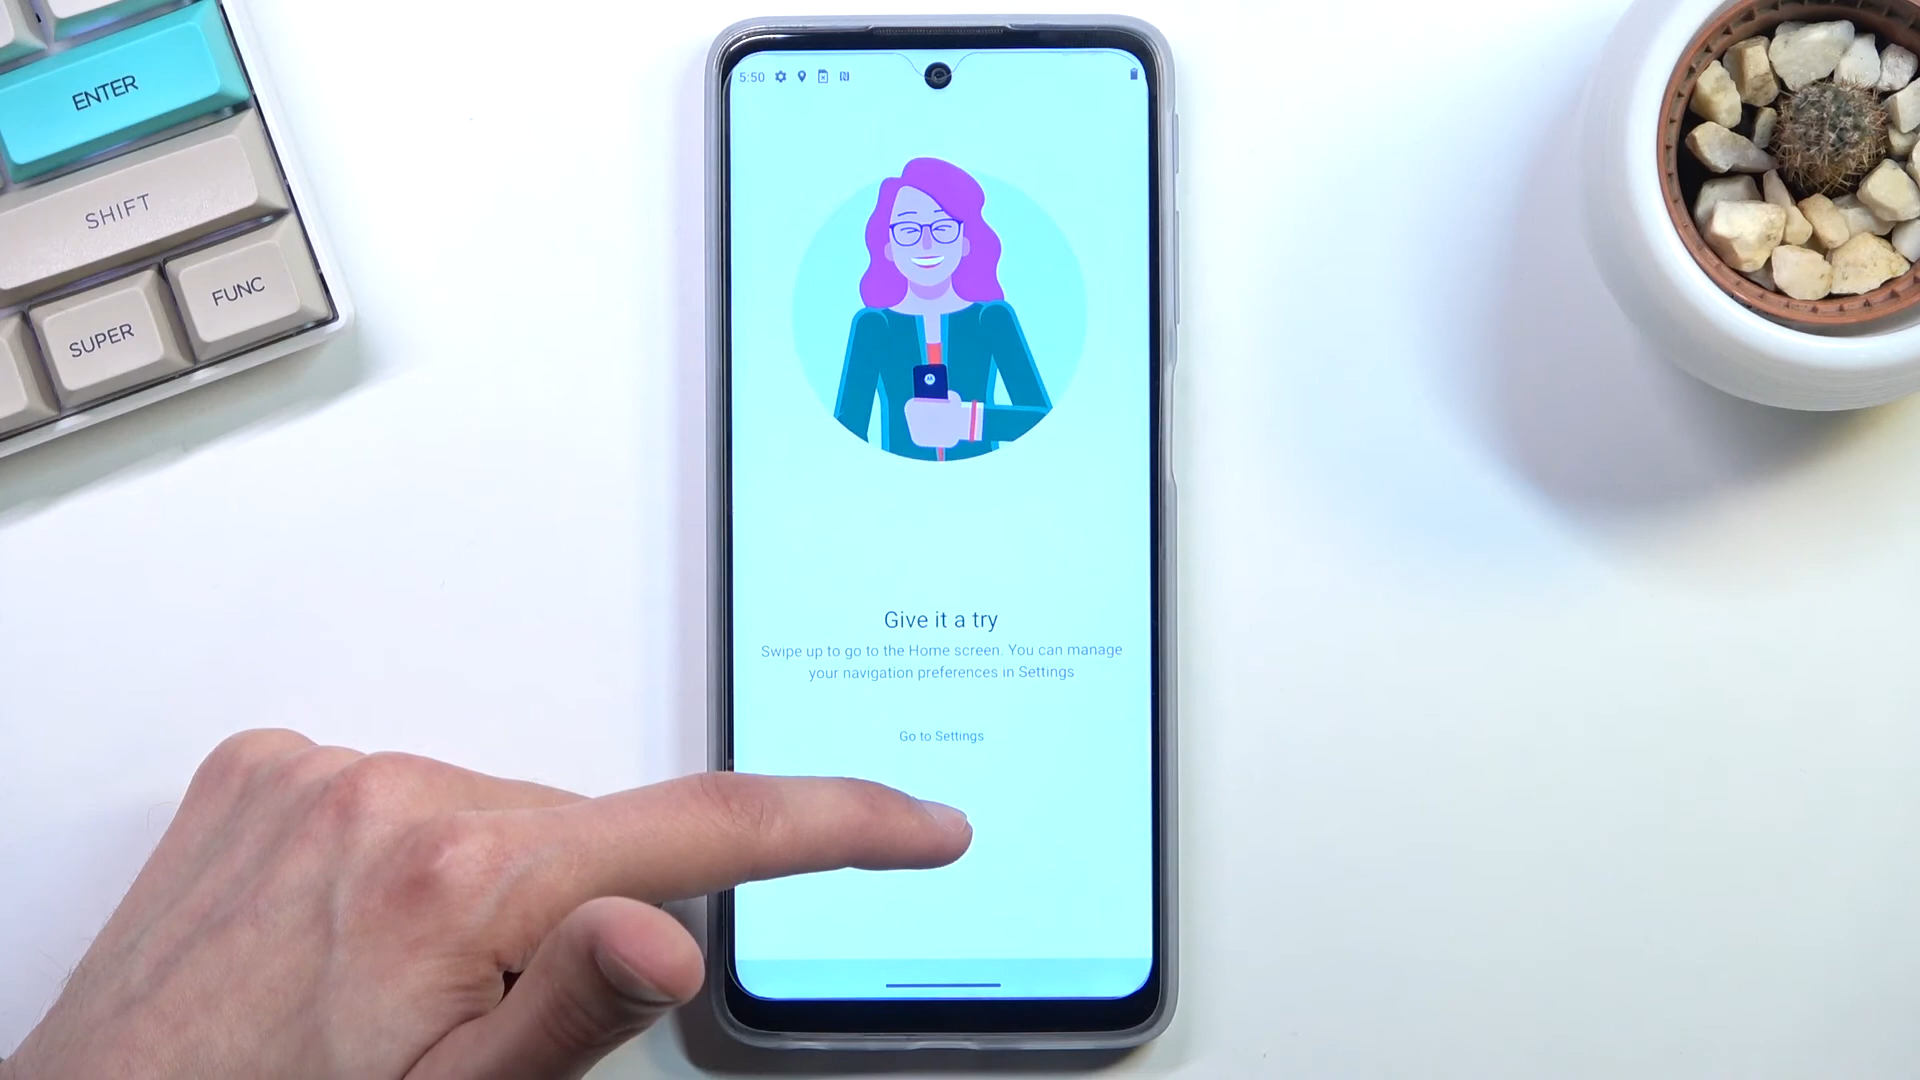 ENTER
SHIFT
FUNC
SUPER
5:50
Give it a try
Swipe up to go to the Home screen. You can manage
your navigation preferences in Settings
Go to Settings